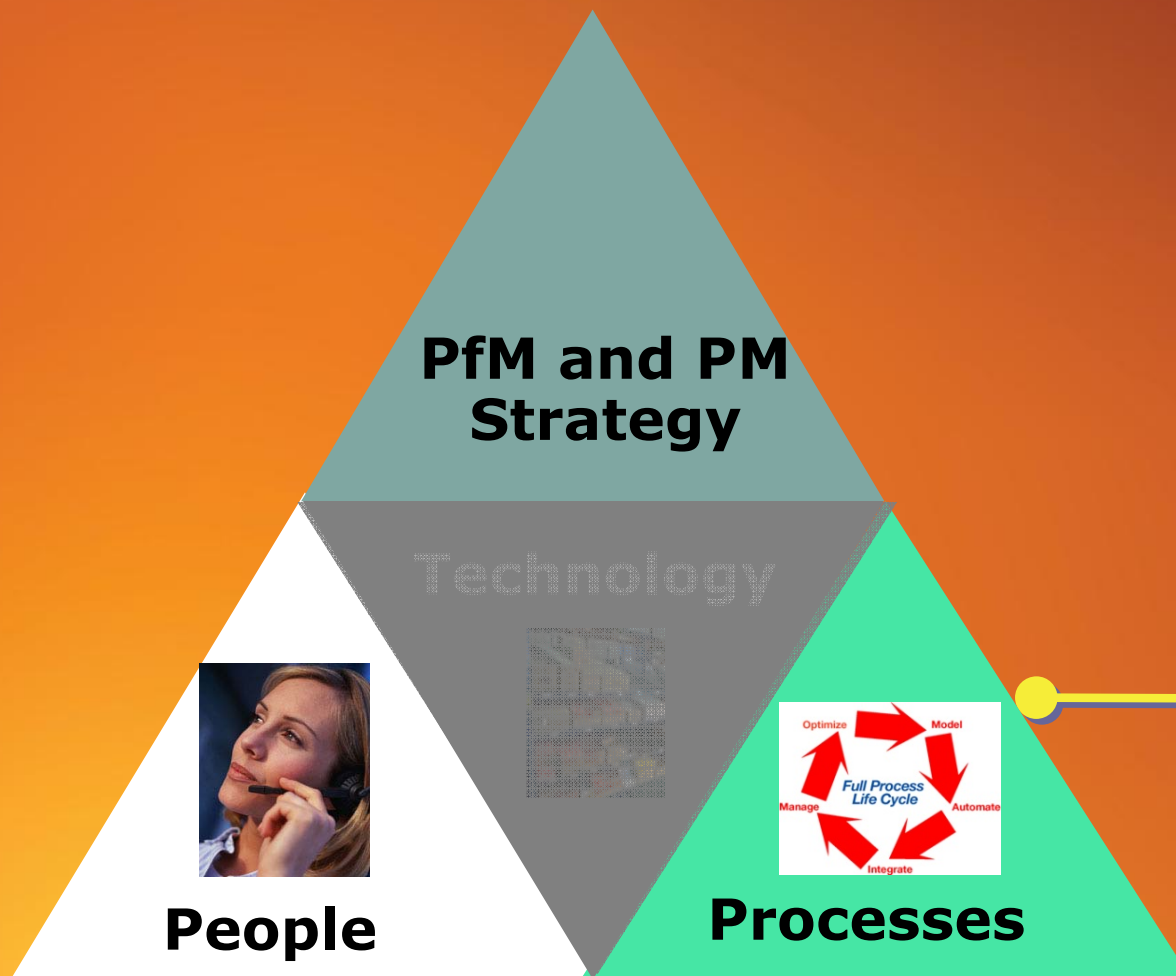 PfM and PM
Strategy
Technology
Optimize
Model
Full Process
Life Cycle
Manage
Automate
Integrate
People
Processes